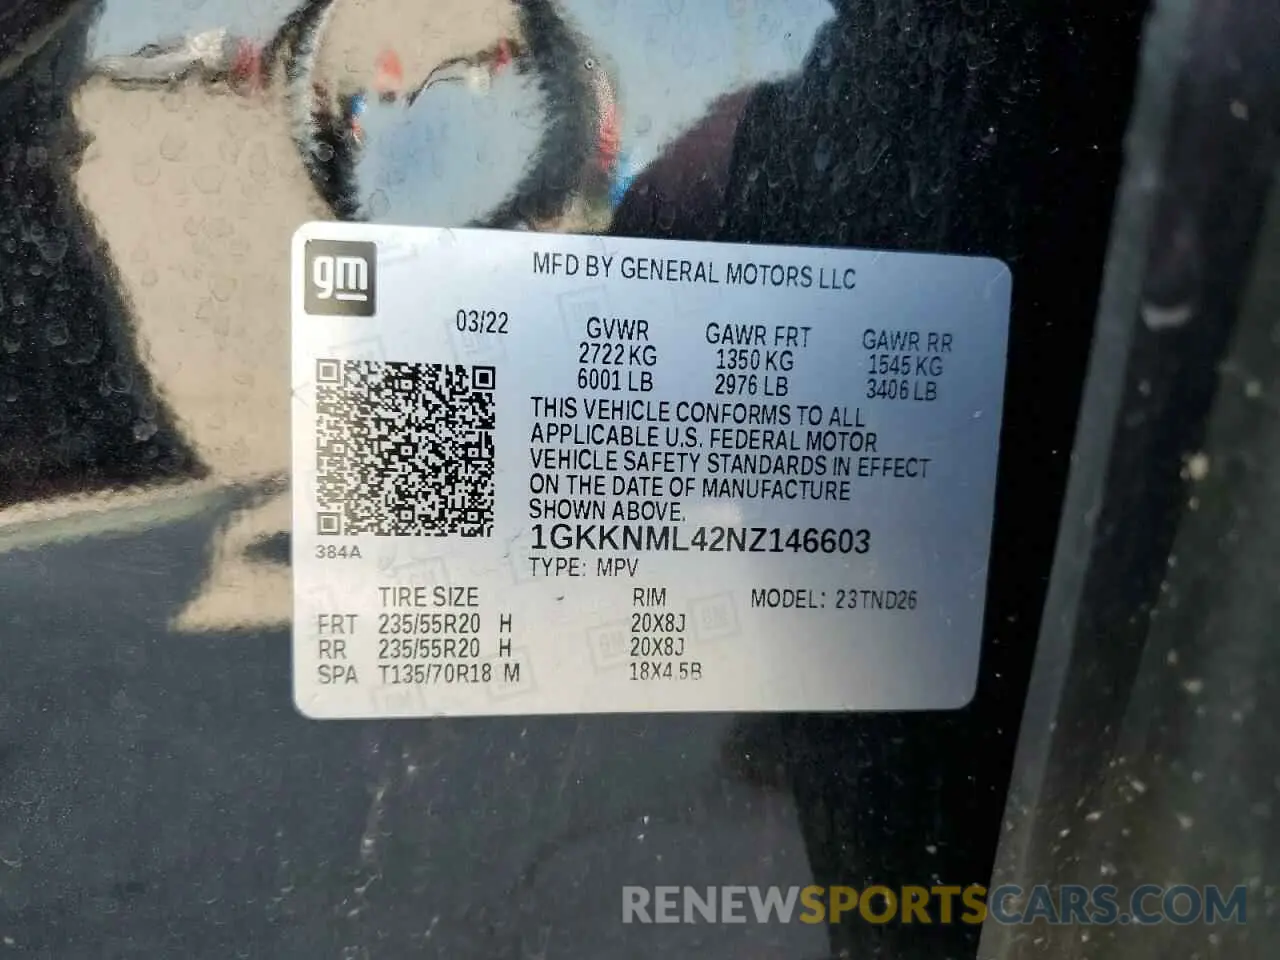 gm
MFD BY GENERAL MOTORS LLC
03/22
GVWR GAWR FRT GAWR RR
2722 KG 1350 KG 1545 KG
6001 LB 2976 LB 3406 LB
THIS VEHICLE CONFORMS TO ALL
APPLICABLE U.S. FEDERAL MOTOR
VEHICLE SAFETY STANDARDS IN EFFECT
ON THE DATE OF MANUFACTURE
SHOWN ABOVE.
1GKKNML42NZ146603
384A
TYPE: MPV
TIRE SIZE RIM MODEL: 23TND26
FRT 235/55R20 H 20X8J
RR 235/55R20 H 20X8J
SPA T135/70R18 M 18X4.5B
RENEWSPORTSCARS.COM